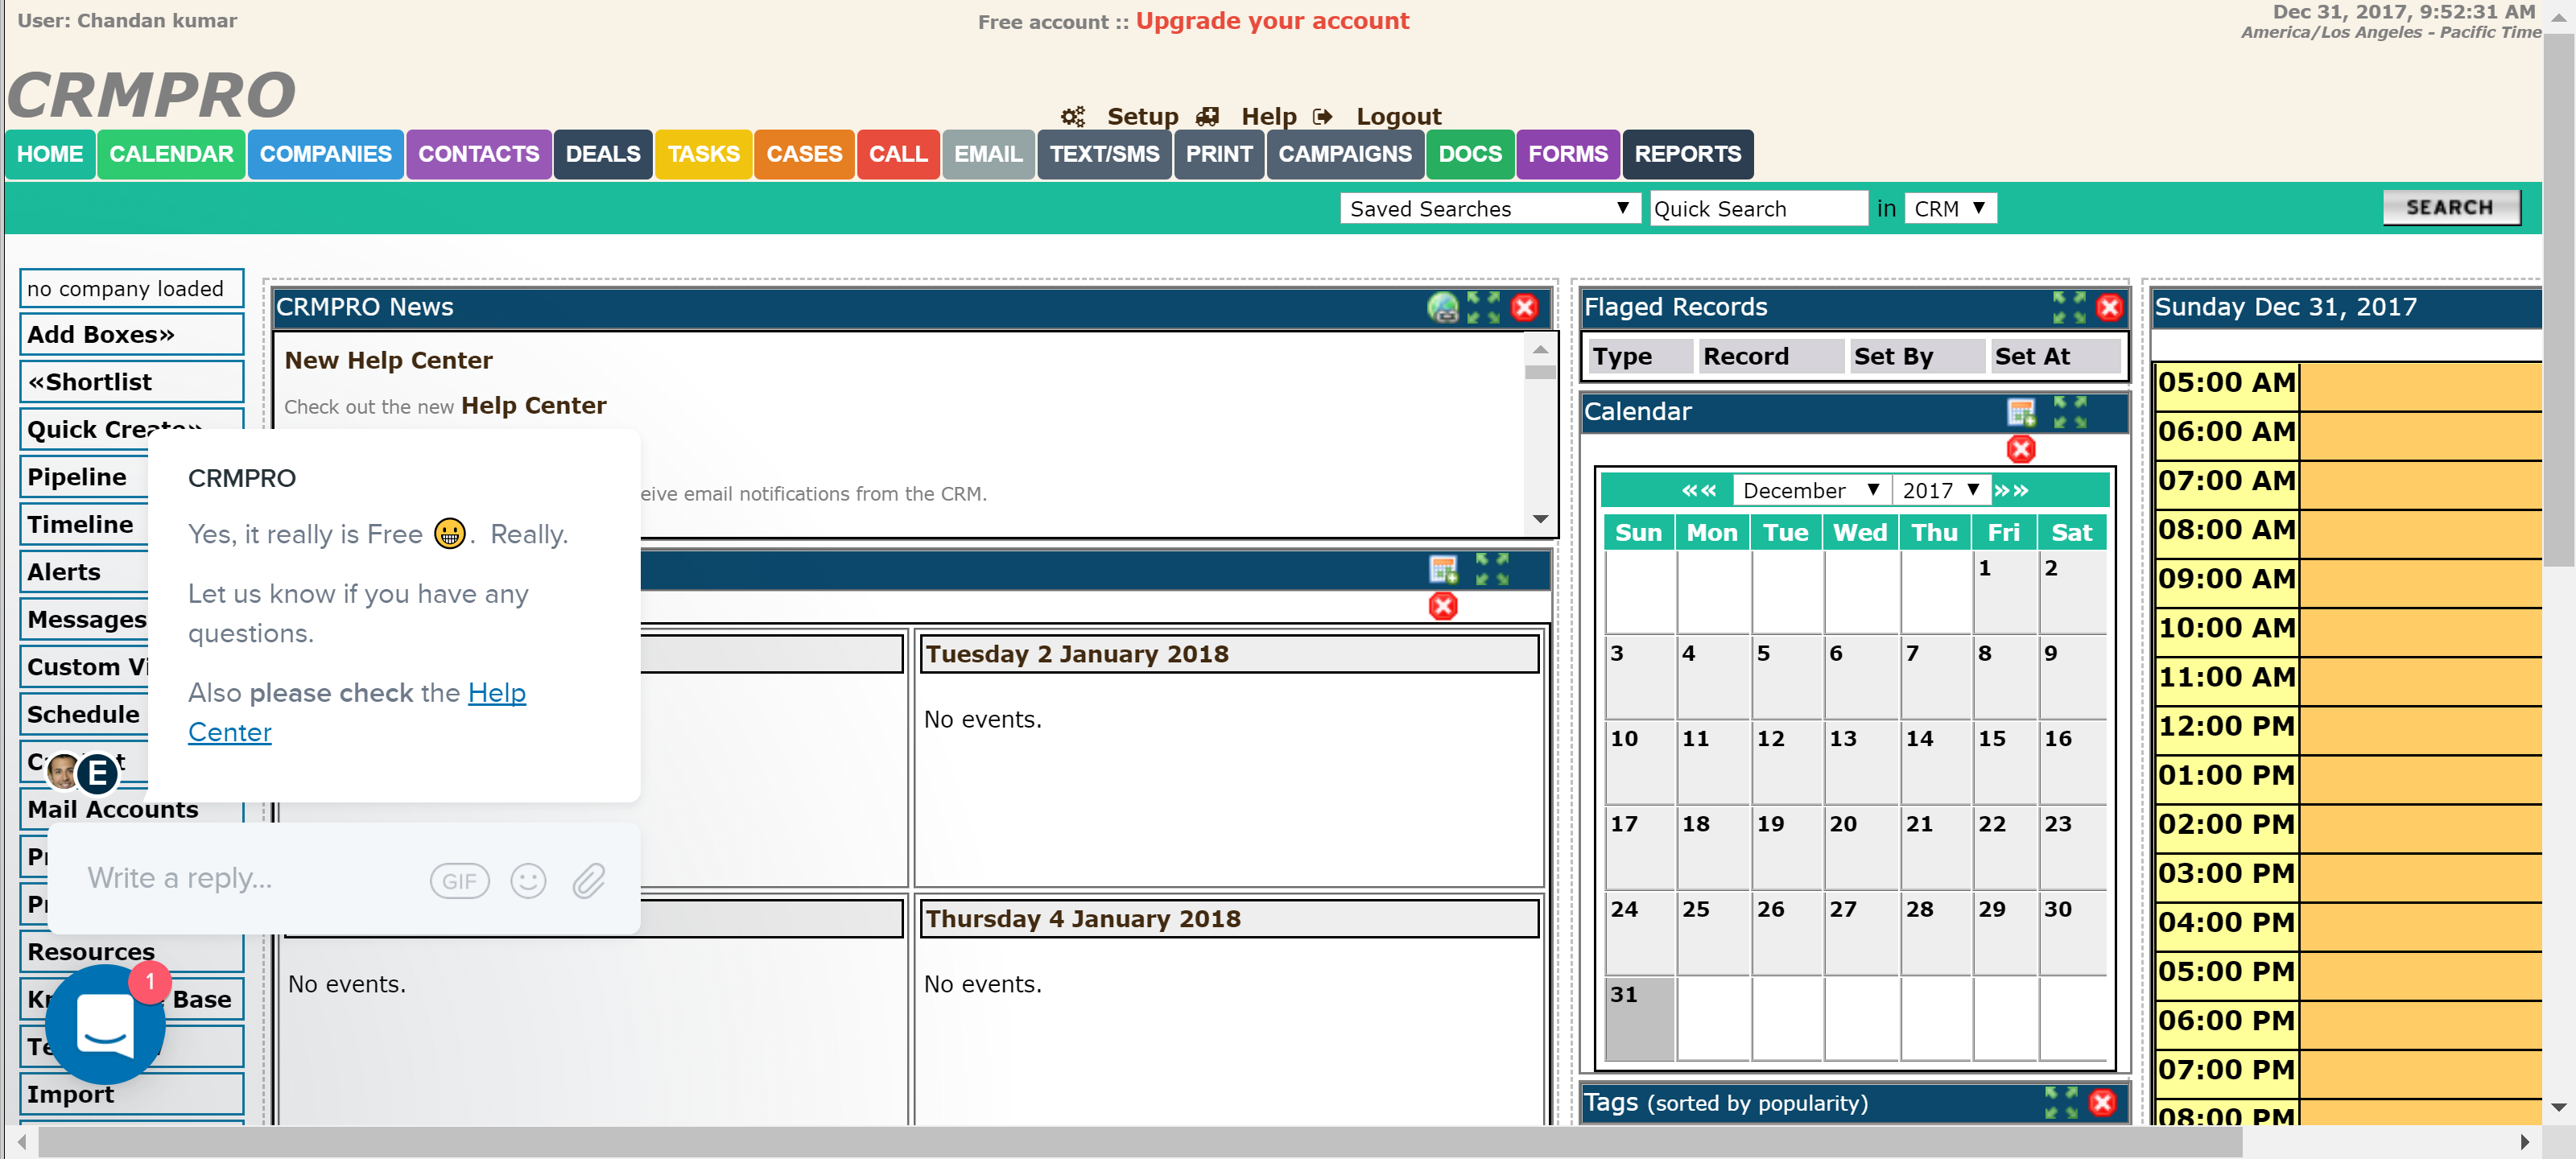 User: Chandan kumar
Free account :: Upgrade your account
Dec 31, 2017, 9:52:31 AM
America/Los Angeles - Pacific Time
CRMPRO
Setup Help Logout
HOME CALENDAR COMPANIES CONTACTS DEALS TASKS CASES CALL EMAIL TEXT/SMS PRINT CAMPAIGNS DOCS FORMS REPORTS
Saved Searches Quick Search in CRM SEARCH
no company loaded
Add Boxes»
«Shortlist
Quick Create»
Pipeline
Timeline
Alerts
Messages
Custom Vi
Schedule
Mail Accounts
Resources
Base
Import
CRMPRO News
New Help Center
Check out the new Help Center
eive email notifications from the CRM.
CRMPRO
Yes, it really is Free 😀. Really.
Let us know if you have any
questions.
Also please check the Help
Center
E
Write a reply...
GIF
1
Tuesday 2 January 2018
No events.
Thursday 4 January 2018
No events.
No events.
Flaged Records
Type Record Set By Set At
Calendar
«« December 2017 »»
Sun Mon Tue Wed Thu Fri Sat
1 2
3 4 5 6 7 8 9
10 11 12 13 14 15 16
17 18 19 20 21 22 23
24 25 26 27 28 29 30
31
Tags (sorted by popularity)
Sunday Dec 31, 2017
05:00 AM
06:00 AM
07:00 AM
08:00 AM
09:00 AM
10:00 AM
11:00 AM
12:00 PM
01:00 PM
02:00 PM
03:00 PM
04:00 PM
05:00 PM
06:00 PM
07:00 PM
08:00 PM